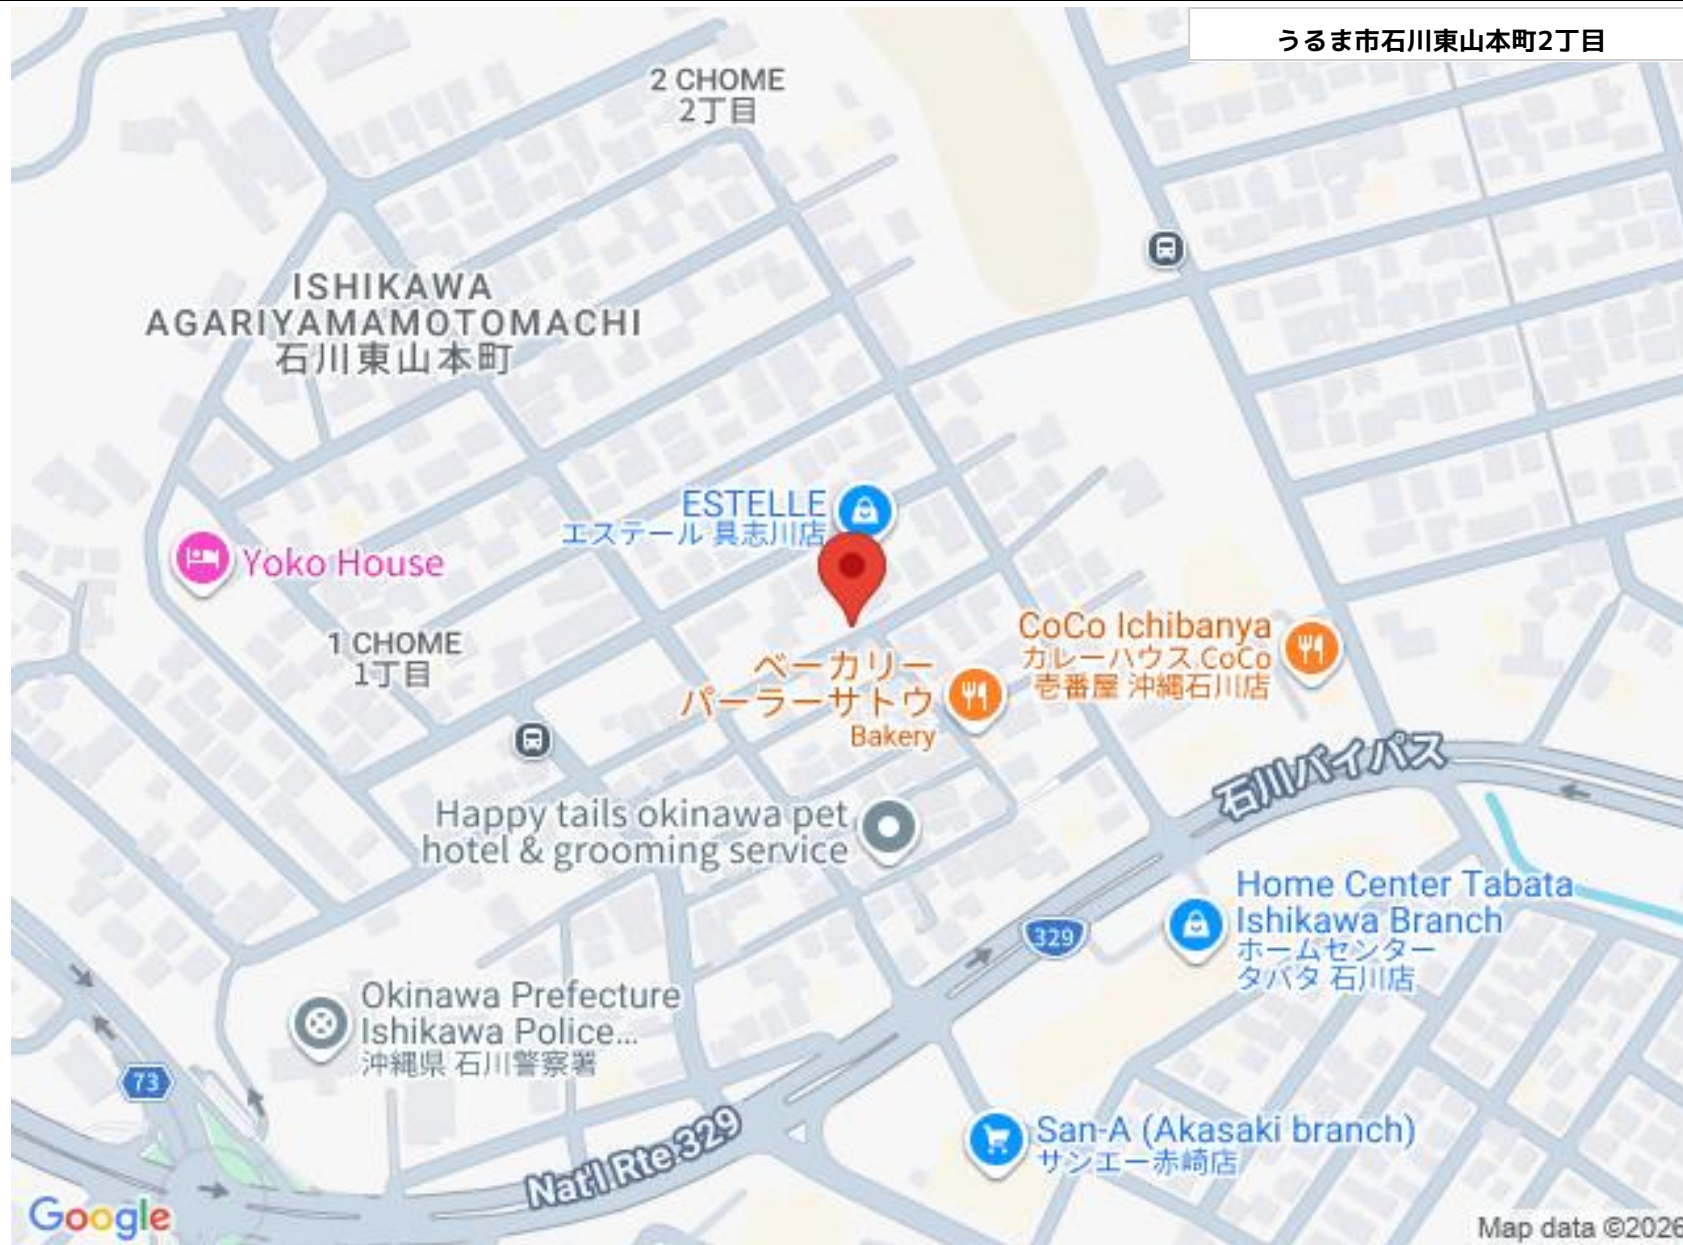 うるま市石川東山本町2丁目
2 CHOME
2丁目
ISHIKAWA
AGARIYAMAMOTOMACHI
石川東山本町
ESTELLE
エステール 具志川店
Yoko House
1 CHOME
1丁目
CoCo Ichibanya
カレーハウス CoCo
壱番屋 沖縄石川店
ベーカリー
パーラーサトウ
Bakery
石川バイパス
Happy tails okinawa pet
hotel & grooming service
Home Center Tabata
Ishikawa Branch
ホームセンター
タバタ 石川店
329
Okinawa Prefecture
Ishikawa Police...
沖縄県 石川警察署
73
San-A (Akasaki branch)
サンエー赤崎店
Nat'l Rte 329
Google
Map data ©2026